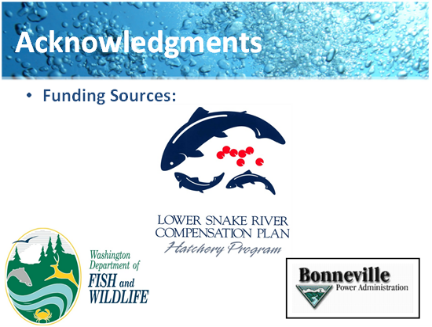 Acknowledgments
• Funding Sources:
LOWER SNAKE RIVER
COMPENSATION PLAN
Hatchery Program
Washington
Department of
FISH and
WILDLIFE
Bonneville
Power Administration